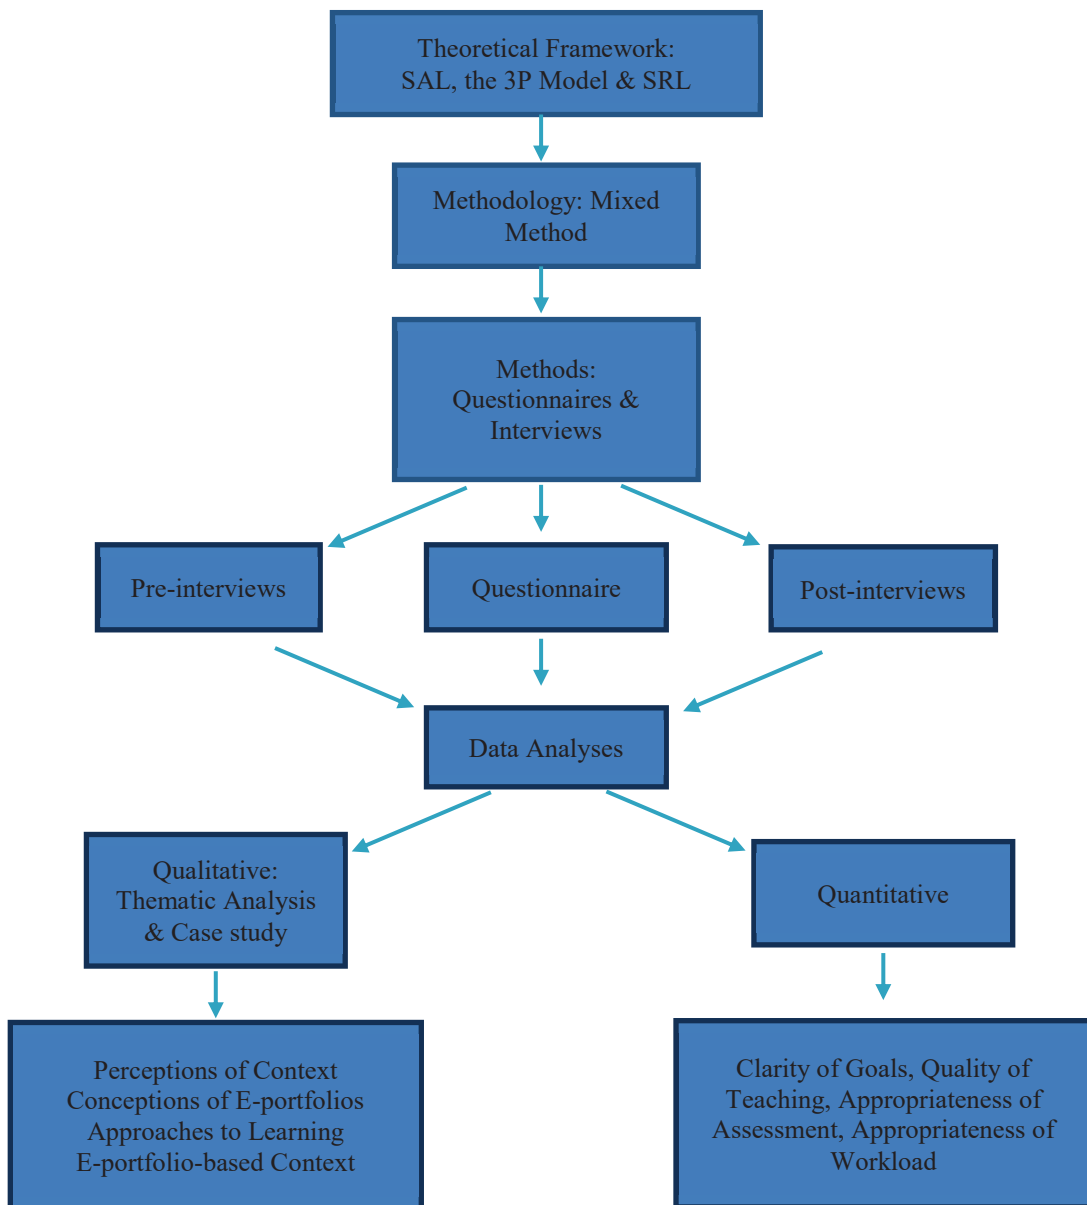 Theoretical Framework:
SAL, the 3P Model & SRL
Methodology: Mixed
Method
Methods:
Questionnaires &
Interviews
Pre-interviews
Questionnaire
Post-interviews
Data Analyses
Qualitative:
Thematic Analysis
& Case study
Quantitative
Perceptions of Context
Conceptions of E-portfolios
Approaches to Learning
E-portfolio-based Context
Clarity of Goals, Quality of
Teaching, Appropriateness of
Assessment, Appropriateness of
Workload